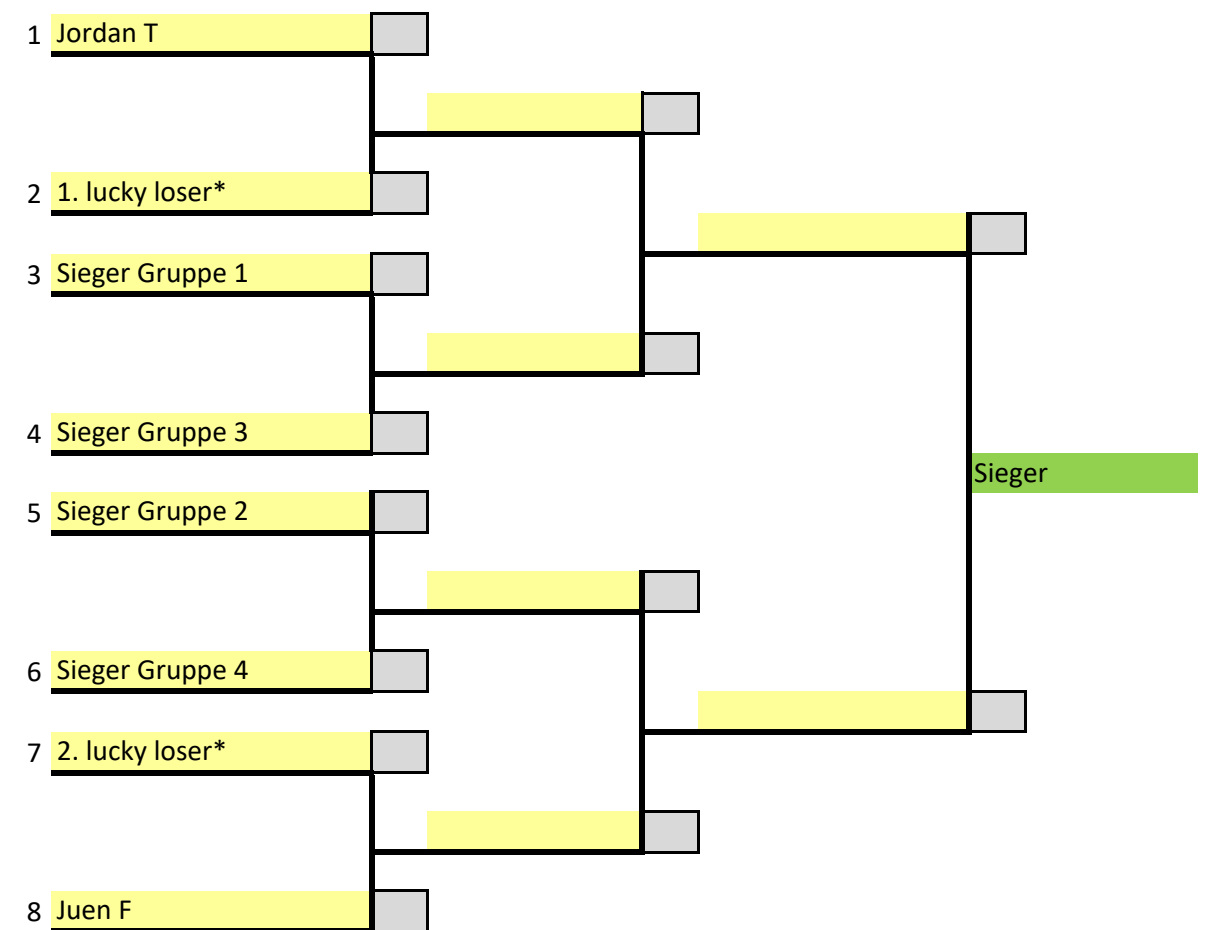 1 Jordan T
2 1. lucky loser*
3 Sieger Gruppe 1
4 Sieger Gruppe 3
Sieger
5 Sieger Gruppe 2
6 Sieger Gruppe 4
7 2. lucky loser*
8 Juen F